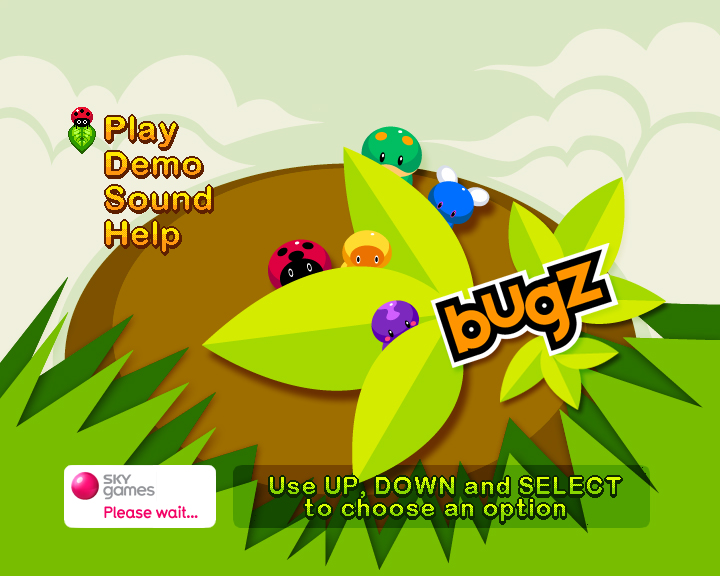 Play
Demo
Sound
Help
bugz
SKY
games
Please wait...
Use UP, DOWN and SELECT
to choose an option